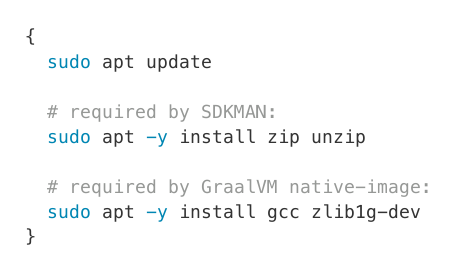 {
sudo apt update
# required by SDKMAN:
sudo apt -y install zip unzip
# required by GraalVM native-image:
sudo apt -y install gcc zlib1g-dev
}